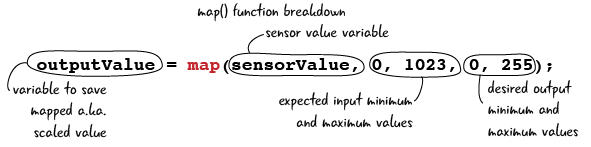 map() function breakdown
sensor value variable
outputValue = map(sensorValue, 0, 1023, 0, 255);
variable to save
mapped a.k.a.
scaled value
expected input minimum
and maximum values
desired output
minimum and
maximum values